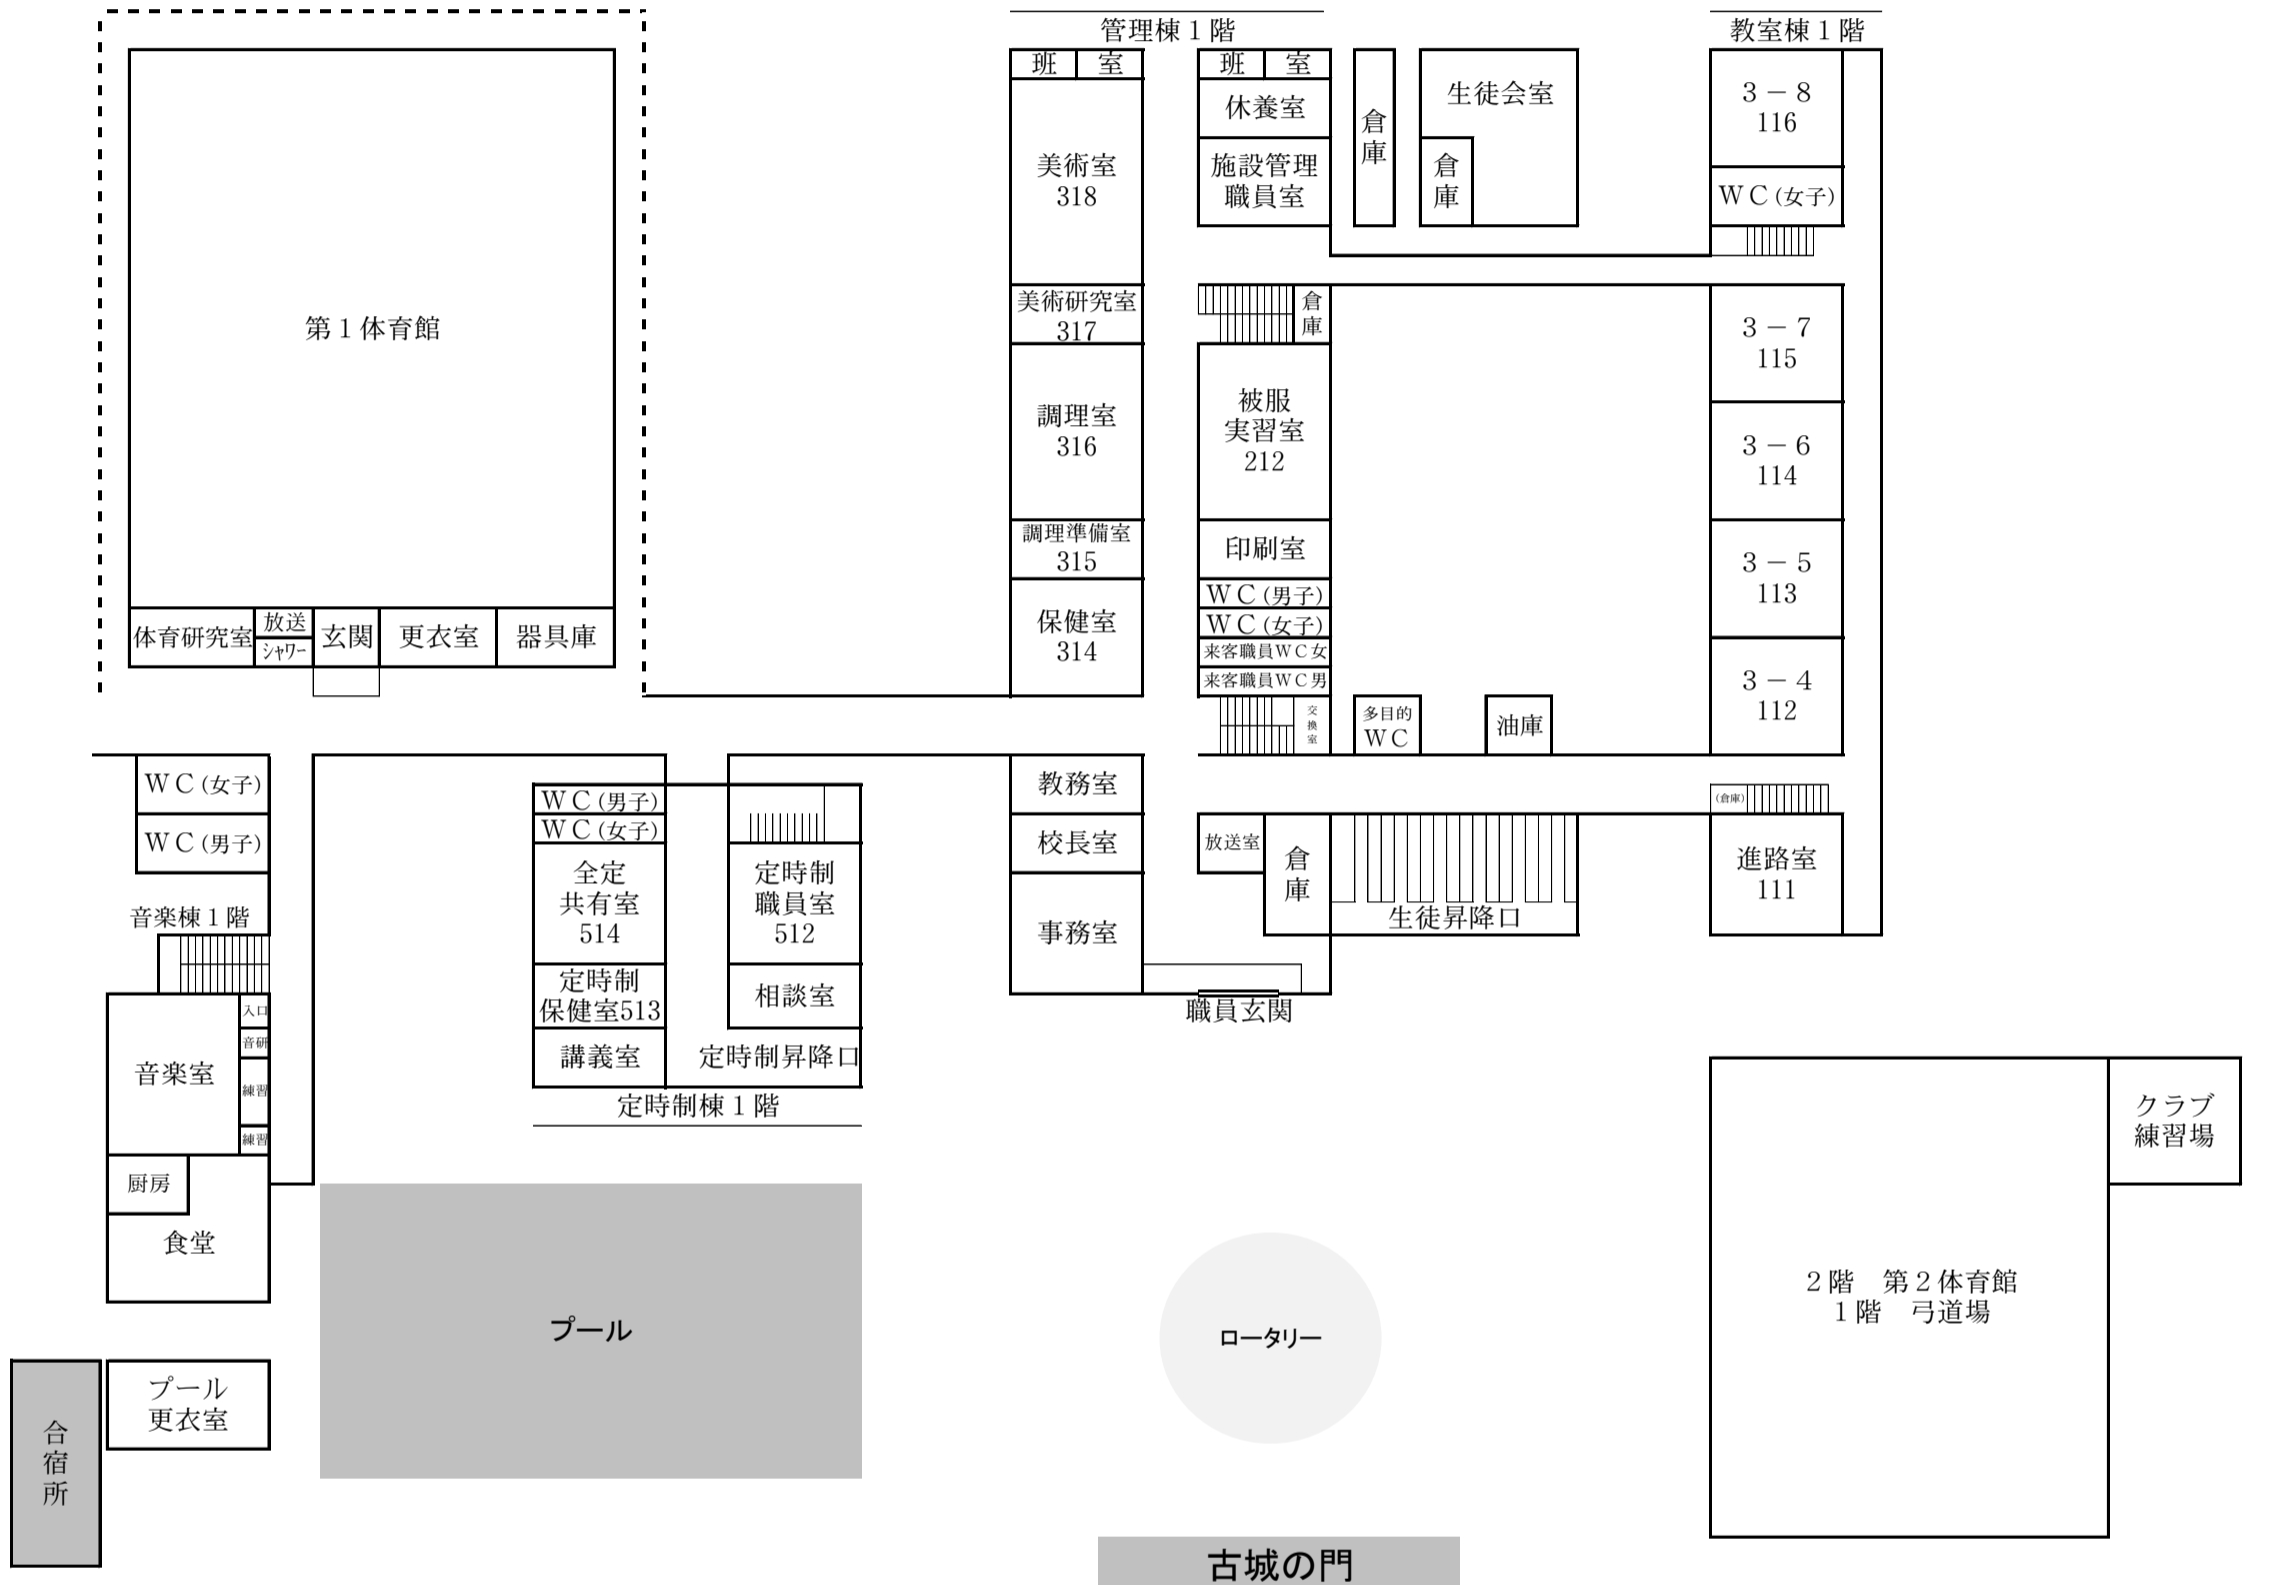 管理棟１階
教室棟１階
班 室
班 室
休養室
施設管理
職員室
倉
庫
生徒会室
倉
庫
３－８
116
ＷＣ(女子)
美術室
318
美術研究室
317
倉
庫
第１体育館
３－７
115
調理室
316
被服
実習室
212
３－６
114
調理準備室
315
印刷室
３－５
113
保健室
314
ＷＣ(男子)
ＷＣ(女子)
来客職員ＷＣ女
来客職員ＷＣ男
３－４
112
体育研究室
放送
シャワー
玄関
更衣室
器具庫
交
換
室
多目的
ＷＣ
油庫
ＷＣ(女子)
ＷＣ(男子)
音楽棟１階
ＷＣ(男子)
ＷＣ(女子)
全定
共有室
514
定時制
保健室513
講義室
定時制
職員室
512
相談室
定時制昇降口
定時制棟１階
教務室
校長室
事務室
放送室
倉
庫
生徒昇降口
職員玄関
(倉庫)
進路室
111
音楽室
入口
音研
練習
練習
厨房
食堂
プール
更衣室
合
宿
所
プール
ロータリー
クラブ
練習場
２階　第２体育館
１階　弓道場
古城の門